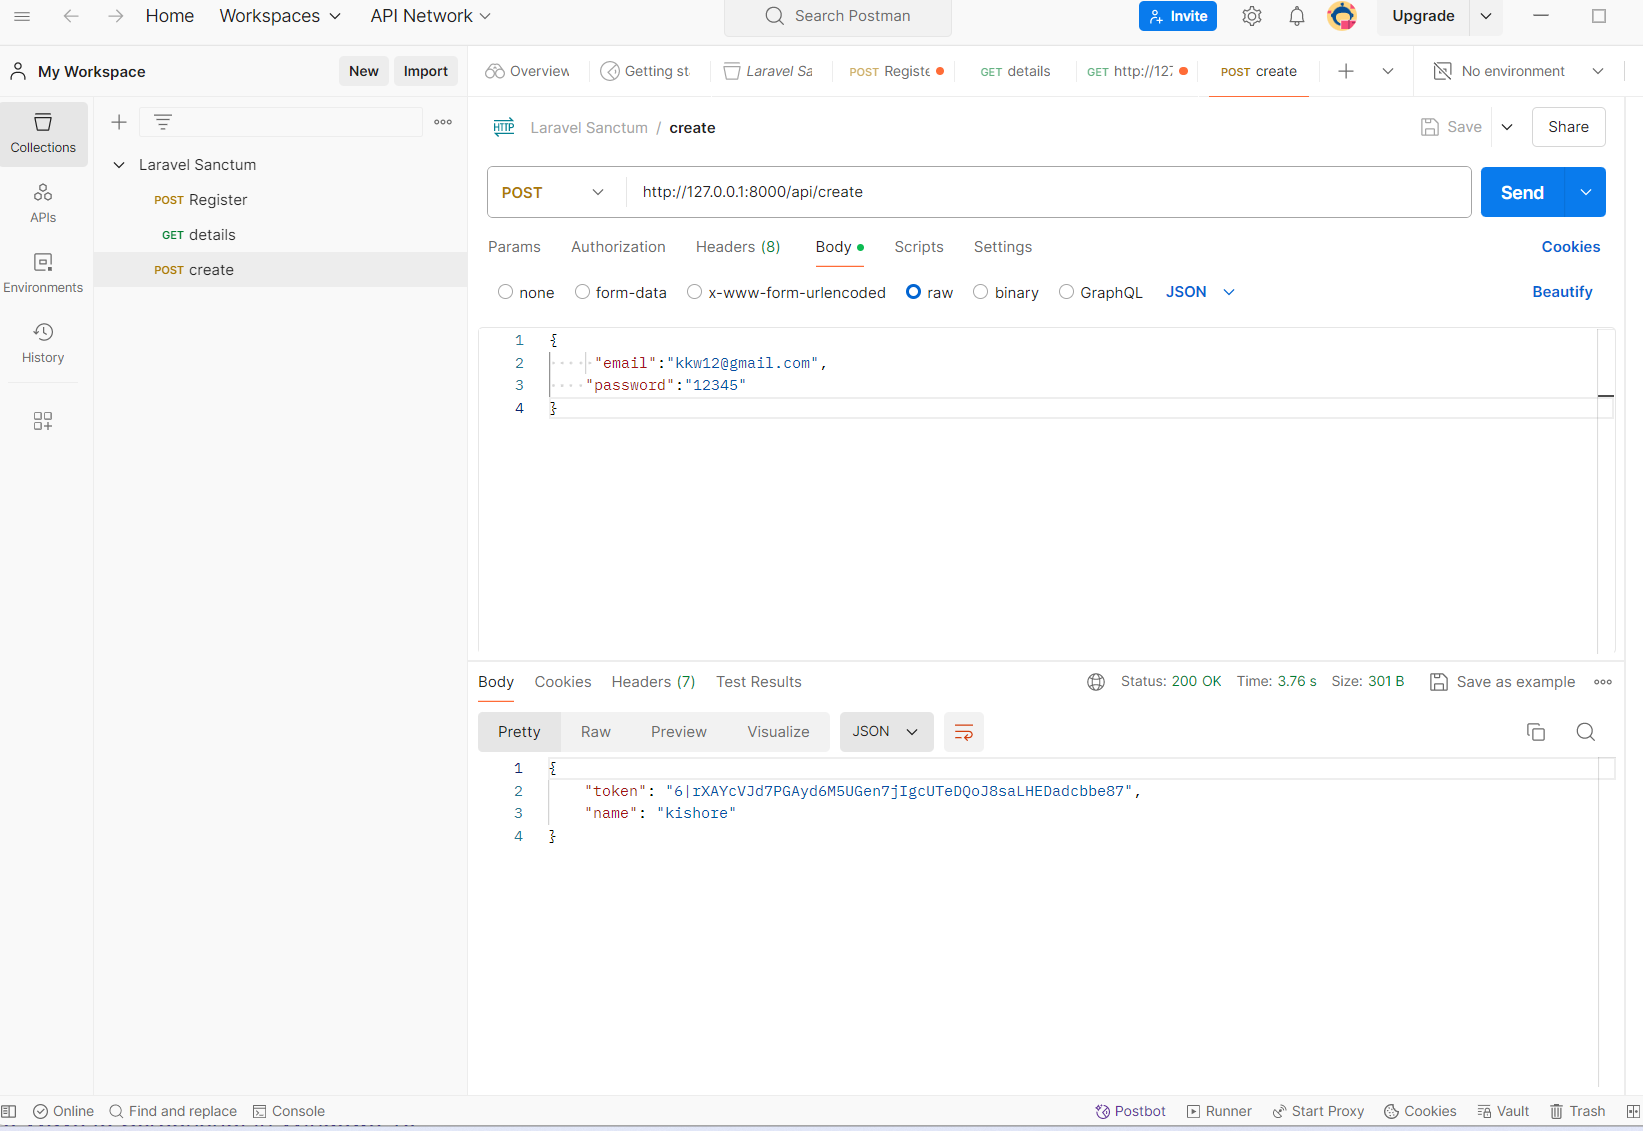 Home Workspaces API Network Search Postman Invite Upgrade
My Workspace New Import Overview Getting st Laravel Sa POST Registe GET details GET http://127 POST create No environment
Collections
APIs
Environments
History
Laravel Sanctum
POST Register
GET details
POST create
HTTP Laravel Sanctum / create Save Share
POST http://127.0.0.1:8000/api/create Send
Params Authorization Headers (8) Body Scripts Settings Cookies
none form-data x-www-form-urlencoded raw binary GraphQL JSON Beautify
1 {
2 "email":"kkw12@gmail.com",
3 "password":"12345"
4 }
Body Cookies Headers (7) Test Results Status: 200 OK Time: 3.76 s Size: 301 B Save as example
Pretty Raw Preview Visualize JSON
1 {
2 "token": "6|rXAYcVJd7PGAyd6M5UGen7jIgcUTeDQoJ8saLHEDadcbbe87",
3 "name": "kishore"
4 }
Online Find and replace Console Postbot Runner Start Proxy Cookies Vault Trash